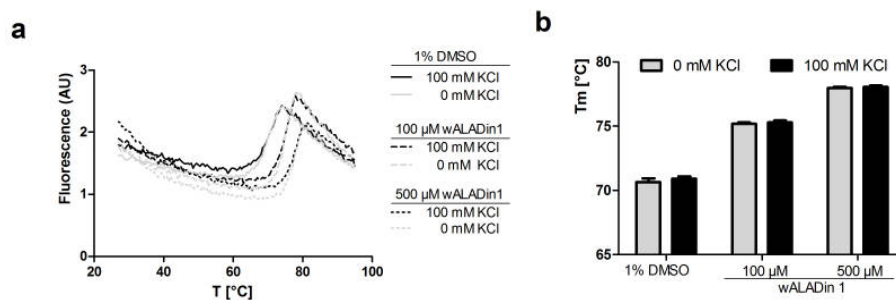 a
1% DMSO
100 mM KCl
0 mM KCl
100 µM wALADin1
100 mM KCl
0 mM KCl
500 µM wALADin1
100 mM KCl
0 mM KCl
Fluorescence (AU)
3
2
1
0
20
40
60
80
100
T [°C]
b
0 mM KCl
100 mM KCl
Tm [°C]
80
75
70
65
1% DMSO
100 µM
500 µM
wALADin 1